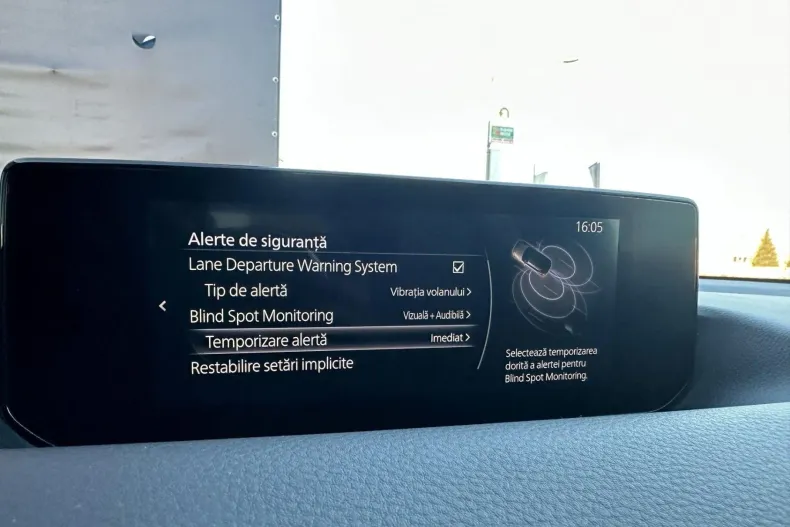 16:05
Alerte de siguranță
Lane Departure Warning System
Tip de alertă Vibrația volanului >
Blind Spot Monitoring Vizuală + Audibilă >
Temporizare alertă Imediat >
Restabilire setări implicite
Selectează temporizarea
dorită a alertei pentru
Blind Spot Monitoring.